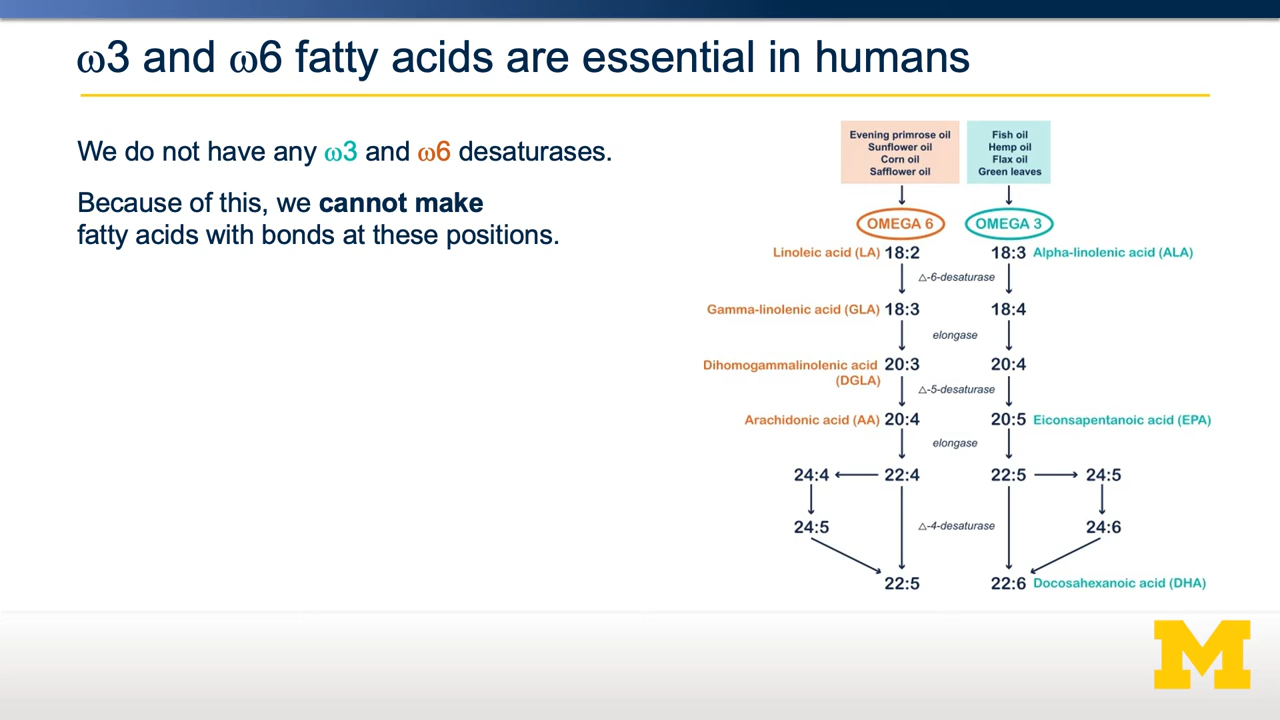 ω3 and ω6 fatty acids are essential in humans
We do not have any ω3 and ω6 desaturases.
Because of this, we cannot make
fatty acids with bonds at these positions.
Evening primrose oil
Sunflower oil
Corn oil
Safflower oil
Fish oil
Hemp oil
Flax oil
Green leaves
OMEGA 6
OMEGA 3
Linoleic acid (LA) 18:2
18:3 Alpha-linolenic acid (ALA)
△-6-desaturase
Gamma-linolenic acid (GLA) 18:3
18:4
elongase
Dihomogammalinolenic acid 20:3
(DGLA)
20:4
△-5-desaturase
Arachidonic acid (AA) 20:4
20:5 Eiconsapentanoic acid (EPA)
elongase
24:4
22:4
22:5
24:5
24:5
△-4-desaturase
24:6
22:5
22:6 Docosahexanoic acid (DHA)
M